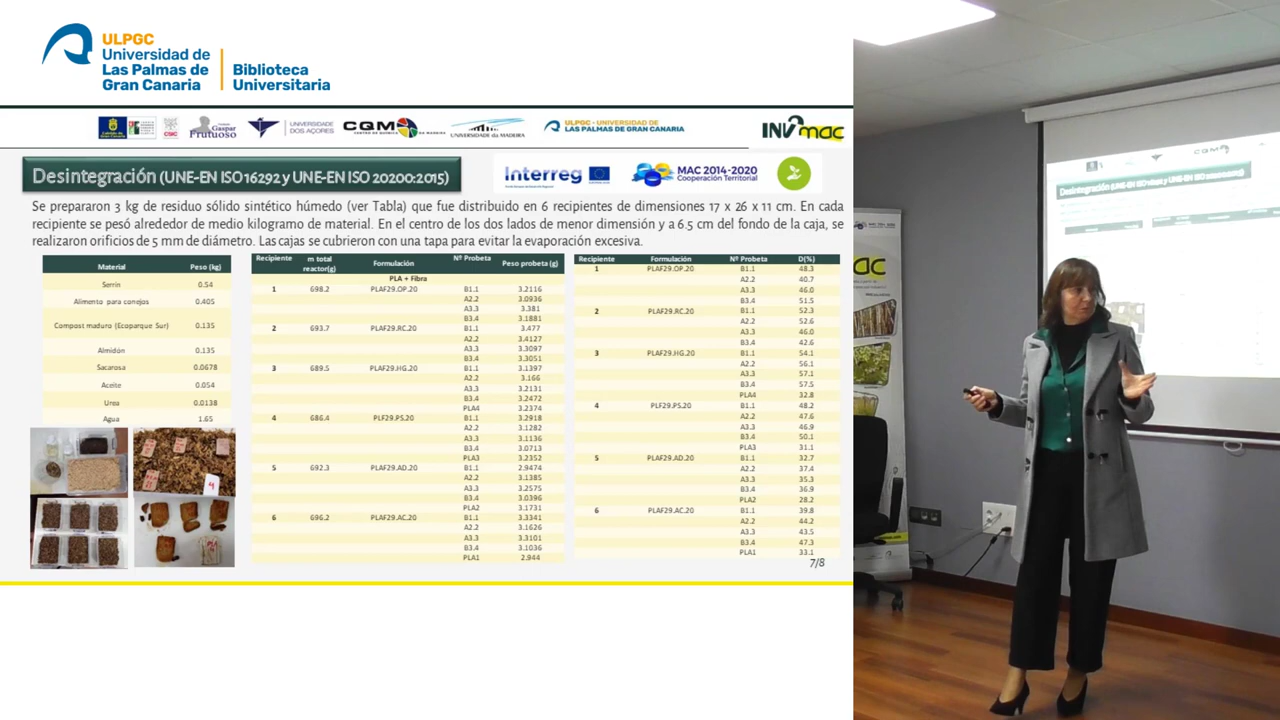 ULPGC
Universidad de
Las Palmas de
Gran Canaria
Biblioteca
Universitaria
Gaspar
Frutuoso
UNIVERSIDADE
DOS AÇORES
CQM
UNIVERSIDADE da MADEIRA
ULPGC · UNIVERSIDAD DE
LAS PALMAS DE GRAN CANARIA
INVmac
Desintegración (UNE-EN ISO16292 y UNE-EN ISO 20200:2015)
Interreg
MAC 2014-2020
Cooperación Territorial
Se prepararon 3 kg de residuo sólido sintético húmedo (ver Tabla) que fue distribuido en 6 recipientes de dimensiones 17 x 26 x 11 cm. En cada
recipiente se pesó alrededor de medio kilogramo de material. En el centro de los dos lados de menor dimensión y a 6.5 cm del fondo de la caja, se
realizaron orificios de 5 mm de diámetro. Las cajas se cubrieron con una tapa para evitar la evaporación excesiva.
Material Peso (kg)
Serrín 0.54
Alimento para conejos 0.405
Compost maduro (Ecoparque Sur) 0.135
Almidón 0.135
Sacarosa 0.0678
Aceite 0.054
Urea 0.0138
Agua 1.65
Recipiente m total reactor(g) Formulación Nº Probeta Peso probeta (g)
PLA + Fibra
1 698.2 PLAF29.OP.20 B1.1 3.2116
A2.2 3.0936
A3.3 3.381
B3.4 3.1881
2 693.7 PLAF29.RC.20 B1.1 3.477
A2.2 3.4127
A3.3 3.3097
B3.4 3.3051
3 689.5 PLAF29.HG.20 B1.1 3.1397
A2.2 3.166
A3.3 3.2131
B3.4 3.2472
PLA4 3.2374
4 686.4 PLF29.PS.20 B1.1 3.2918
A2.2 3.1282
A3.3 3.1136
B3.4 3.0713
PLA3 3.2352
5 692.3 PLAF29.AD.20 B1.1 2.9474
A2.2 3.1385
A3.3 3.2575
B3.4 3.0396
PLA2 3.1731
6 696.2 PLAF29.AC.20 B1.1 3.3341
A2.2 3.1626
A3.3 3.3101
B3.4 3.1036
PLA1 2.944
Recipiente Formulación Nº Probeta D(%)
1 PLAF29.OP.20 B1.1 48.3
A2.2 40.7
A3.3 46.0
B3.4 51.5
2 PLAF29.RC.20 B1.1 52.3
A2.2 52.6
A3.3 46.0
B3.4 42.6
3 PLAF29.HG.20 B1.1 54.1
A2.2 56.1
A3.3 57.1
B3.4 57.5
PLA4 32.8
4 PLF29.PS.20 B1.1 48.2
A2.2 47.6
A3.3 46.9
B3.4 50.1
PLA3 31.1
5 PLAF29.AD.20 B1.1 32.7
A2.2 37.4
A3.3 35.3
B3.4 36.9
PLA2 28.2
6 PLAF29.AC.20 B1.1 39.8
A2.2 44.2
A3.3 43.5
B3.4 47.3
PLA1 33.1
7/8